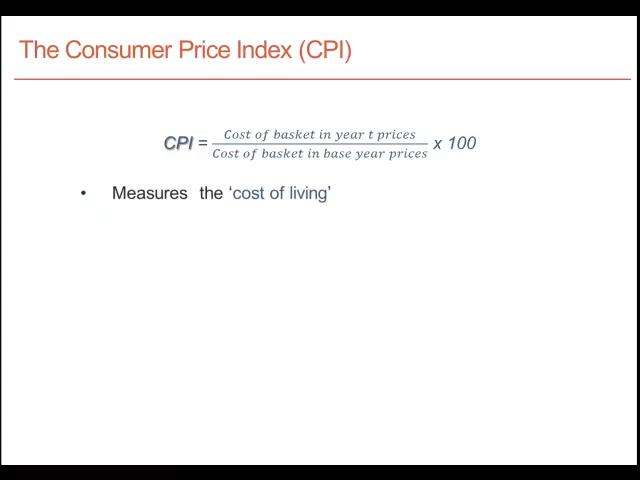 The Consumer Price Index (CPI)
CPI = Cost of basket in year t prices / Cost of basket in base year prices x 100
• Measures the ‘cost of living’